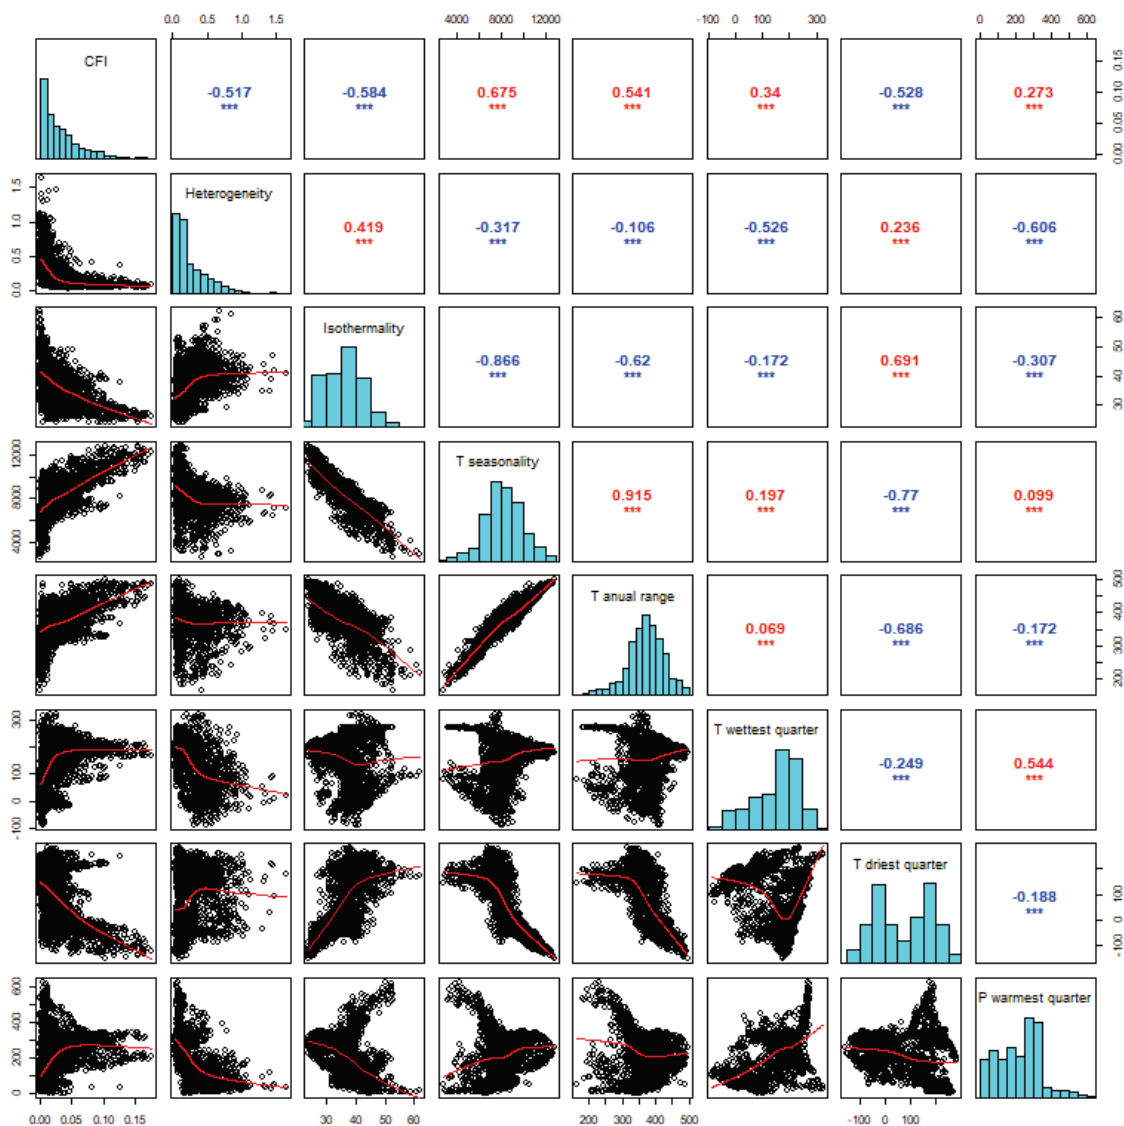 0.0 0.5 1.0 1.5
4000 8000 12000
-100 0 100 300
0 200 400 600
CFI
-0.517 -0.584 0.675 0.541 0.34 -0.528 0.273
*** *** *** *** *** *** ***
0.00 0.05 0.10 0.15
0.0 0.5 1.0 1.5
Heterogeneity
0.419 -0.317 -0.106 -0.526 0.236 -0.606
*** *** *** *** *** ***
Isothermality
-0.866 -0.62 -0.172 0.691 -0.307
*** *** *** *** ***
30 40 50 60
4000 8000 12000
T seasonality
0.915 0.197 -0.77 0.099
*** *** *** ***
T anual range
0.069 -0.686 -0.172
*** *** ***
200 300 400 500
-100 0 100 300
T wettest quarter
-0.249 0.544
*** ***
T driest quarter
-0.188
***
-100 0 100
0 200 400 600
P warmest quarter
0.00 0.05 0.10 0.15
20 30 40 50 60
200 300 400 500
-100 0 100